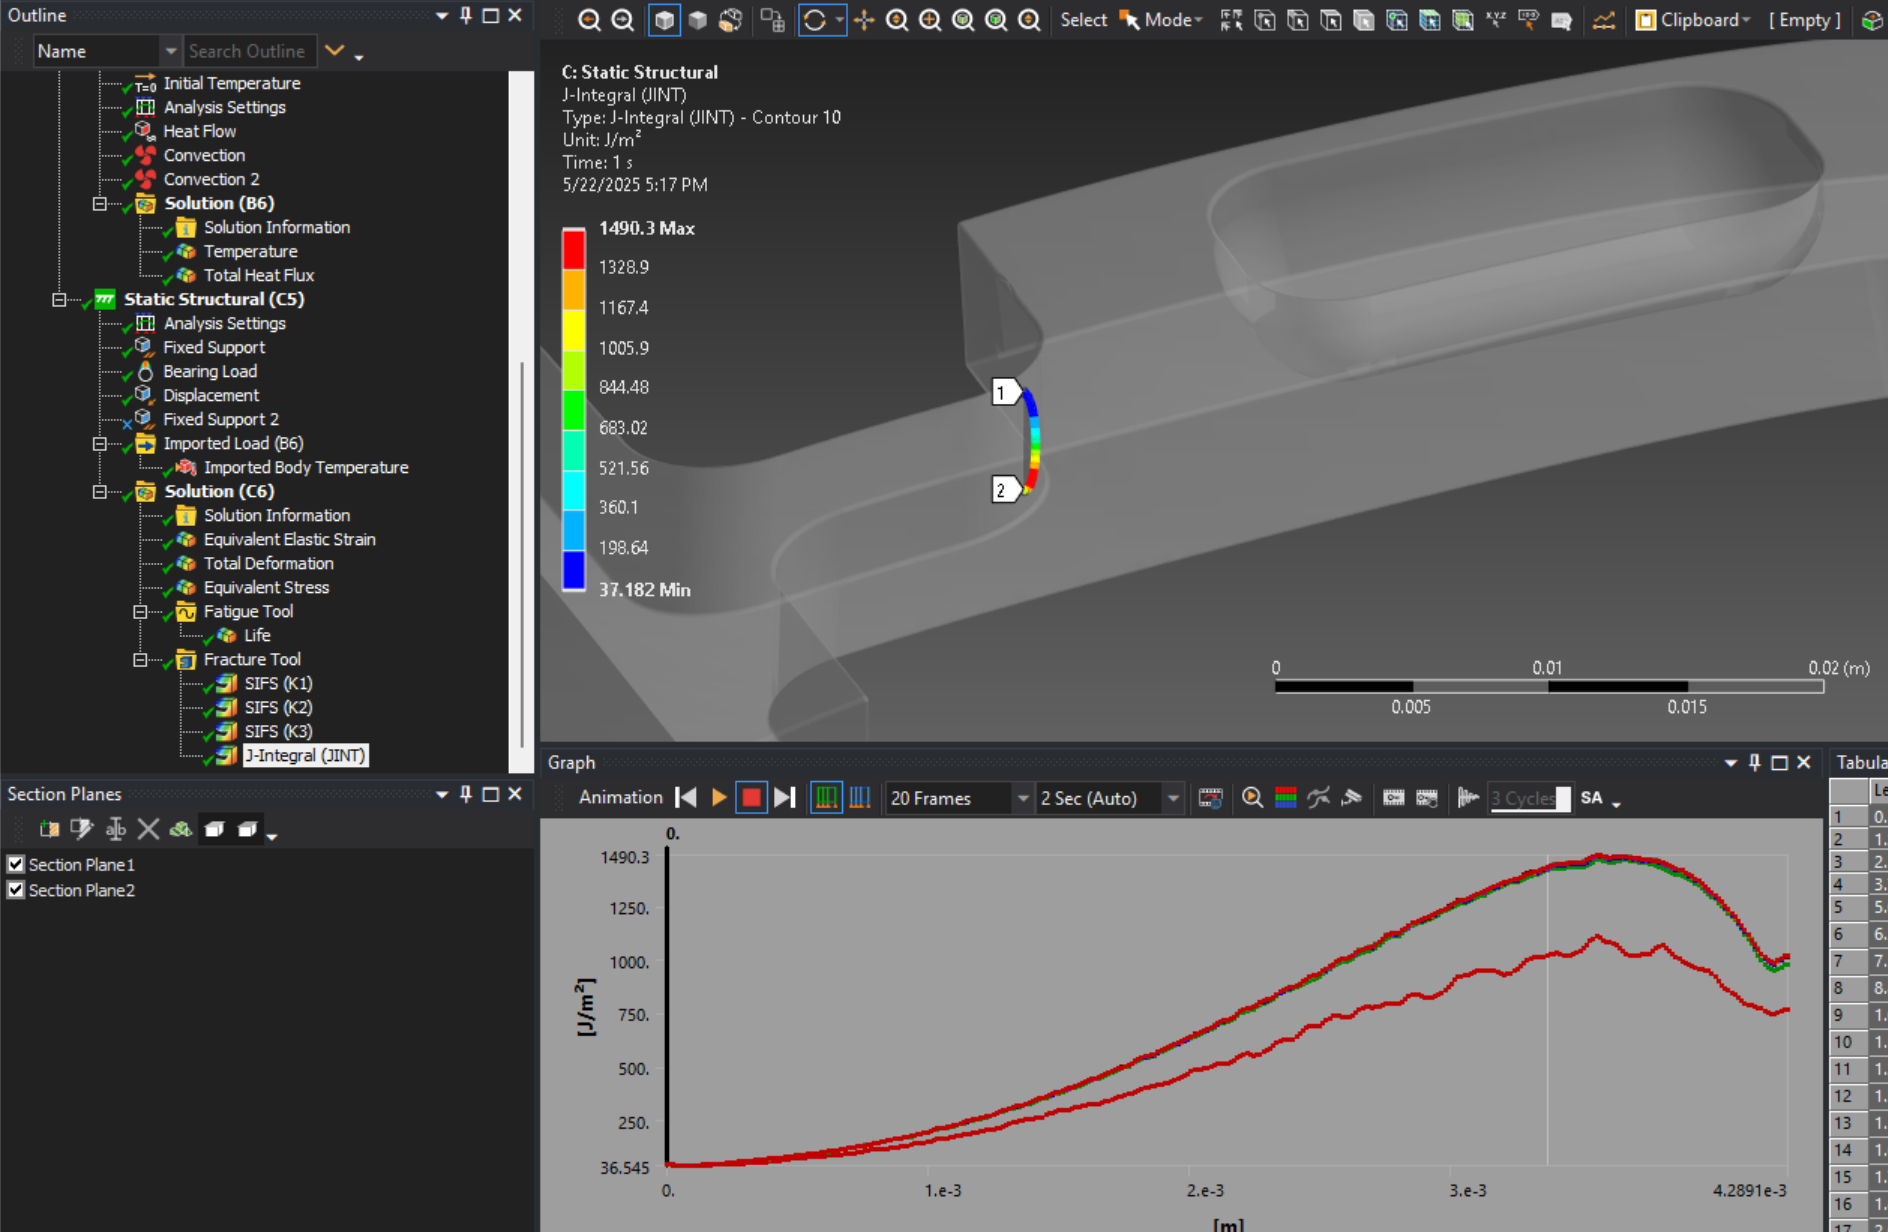 Outline
Name
Search Outline
Initial Temperature
T=0
Analysis Settings
Heat Flow
Convection
Convection 2
Solution (B6)
Solution Information
Temperature
Total Heat Flux
Static Structural (C5)
Analysis Settings
Fixed Support
Bearing Load
Displacement
Fixed Support 2
Imported Load (B6)
Imported Body Temperature
Solution (C6)
Solution Information
Equivalent Elastic Strain
Total Deformation
Equivalent Stress
Fatigue Tool
Life
Fracture Tool
SIFS (K1)
SIFS (K2)
SIFS (K3)
J-Integral (JINT)
Section Planes
Section Plane1
Section Plane2
Select Mode Clipboard [ Empty ]
C: Static Structural
J-Integral (JINT)
Type: J-Integral (JINT) - Contour 10
Unit: J/m²
Time: 1 s
5/22/2025 5:17 PM
1490.3 Max
1328.9
1167.4
1005.9
844.48
683.02
521.56
360.1
198.64
37.182 Min
1
2
0 0.01 0.02 (m)
0.005 0.015
Graph
Animation 20 Frames 2 Sec (Auto) 3 Cycles SA
0.
1490.3
1250.
1000.
750.
500.
250.
36.545
[J/m²]
0. 1.e-3 2.e-3 3.e-3 4.2891e-3
[m]
Tabula
Le
1 0.
2 1.
3 2.
4 3.
5 5.
6 6.
7 7.
8 8.
9 1.
10 1.
11 1.
12 1.
13 1.
14 1.
15 1.
16 1.
17 2.